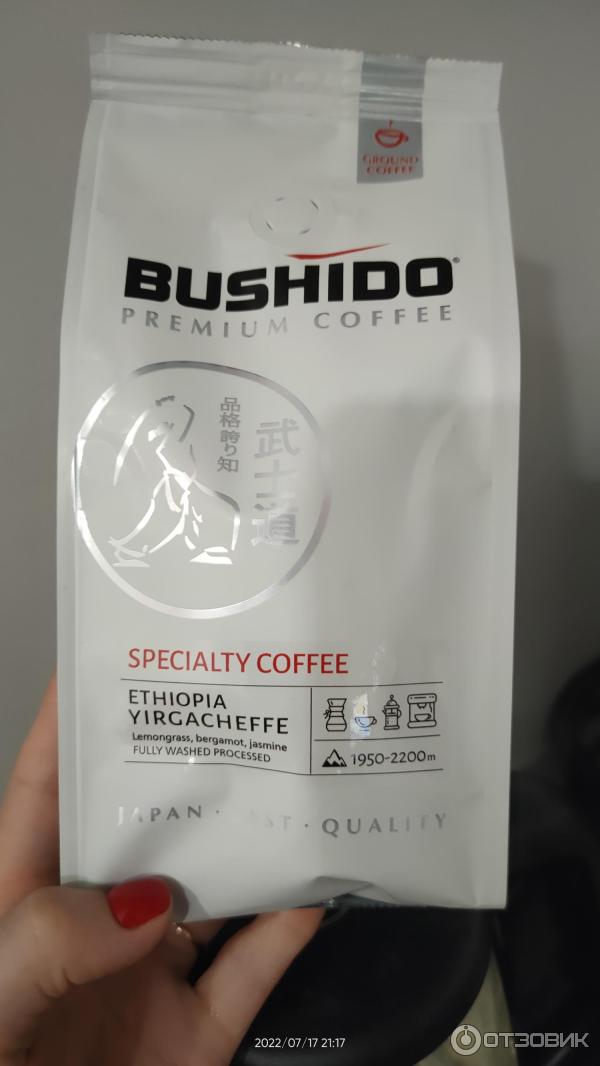 GROUND
COFFEE
BUSHIDO®
PREMIUM COFFEE
品格誇り知
武士道
SPECIALTY COFFEE
ETHIOPIA
YIRGACHEFFE
Lemongrass, bergamot, jasmine
FULLY WASHED PROCESSED
1950-2200m
JAPAN · · QUALITY
2022/07/17 21:17
ОТЗОВИК